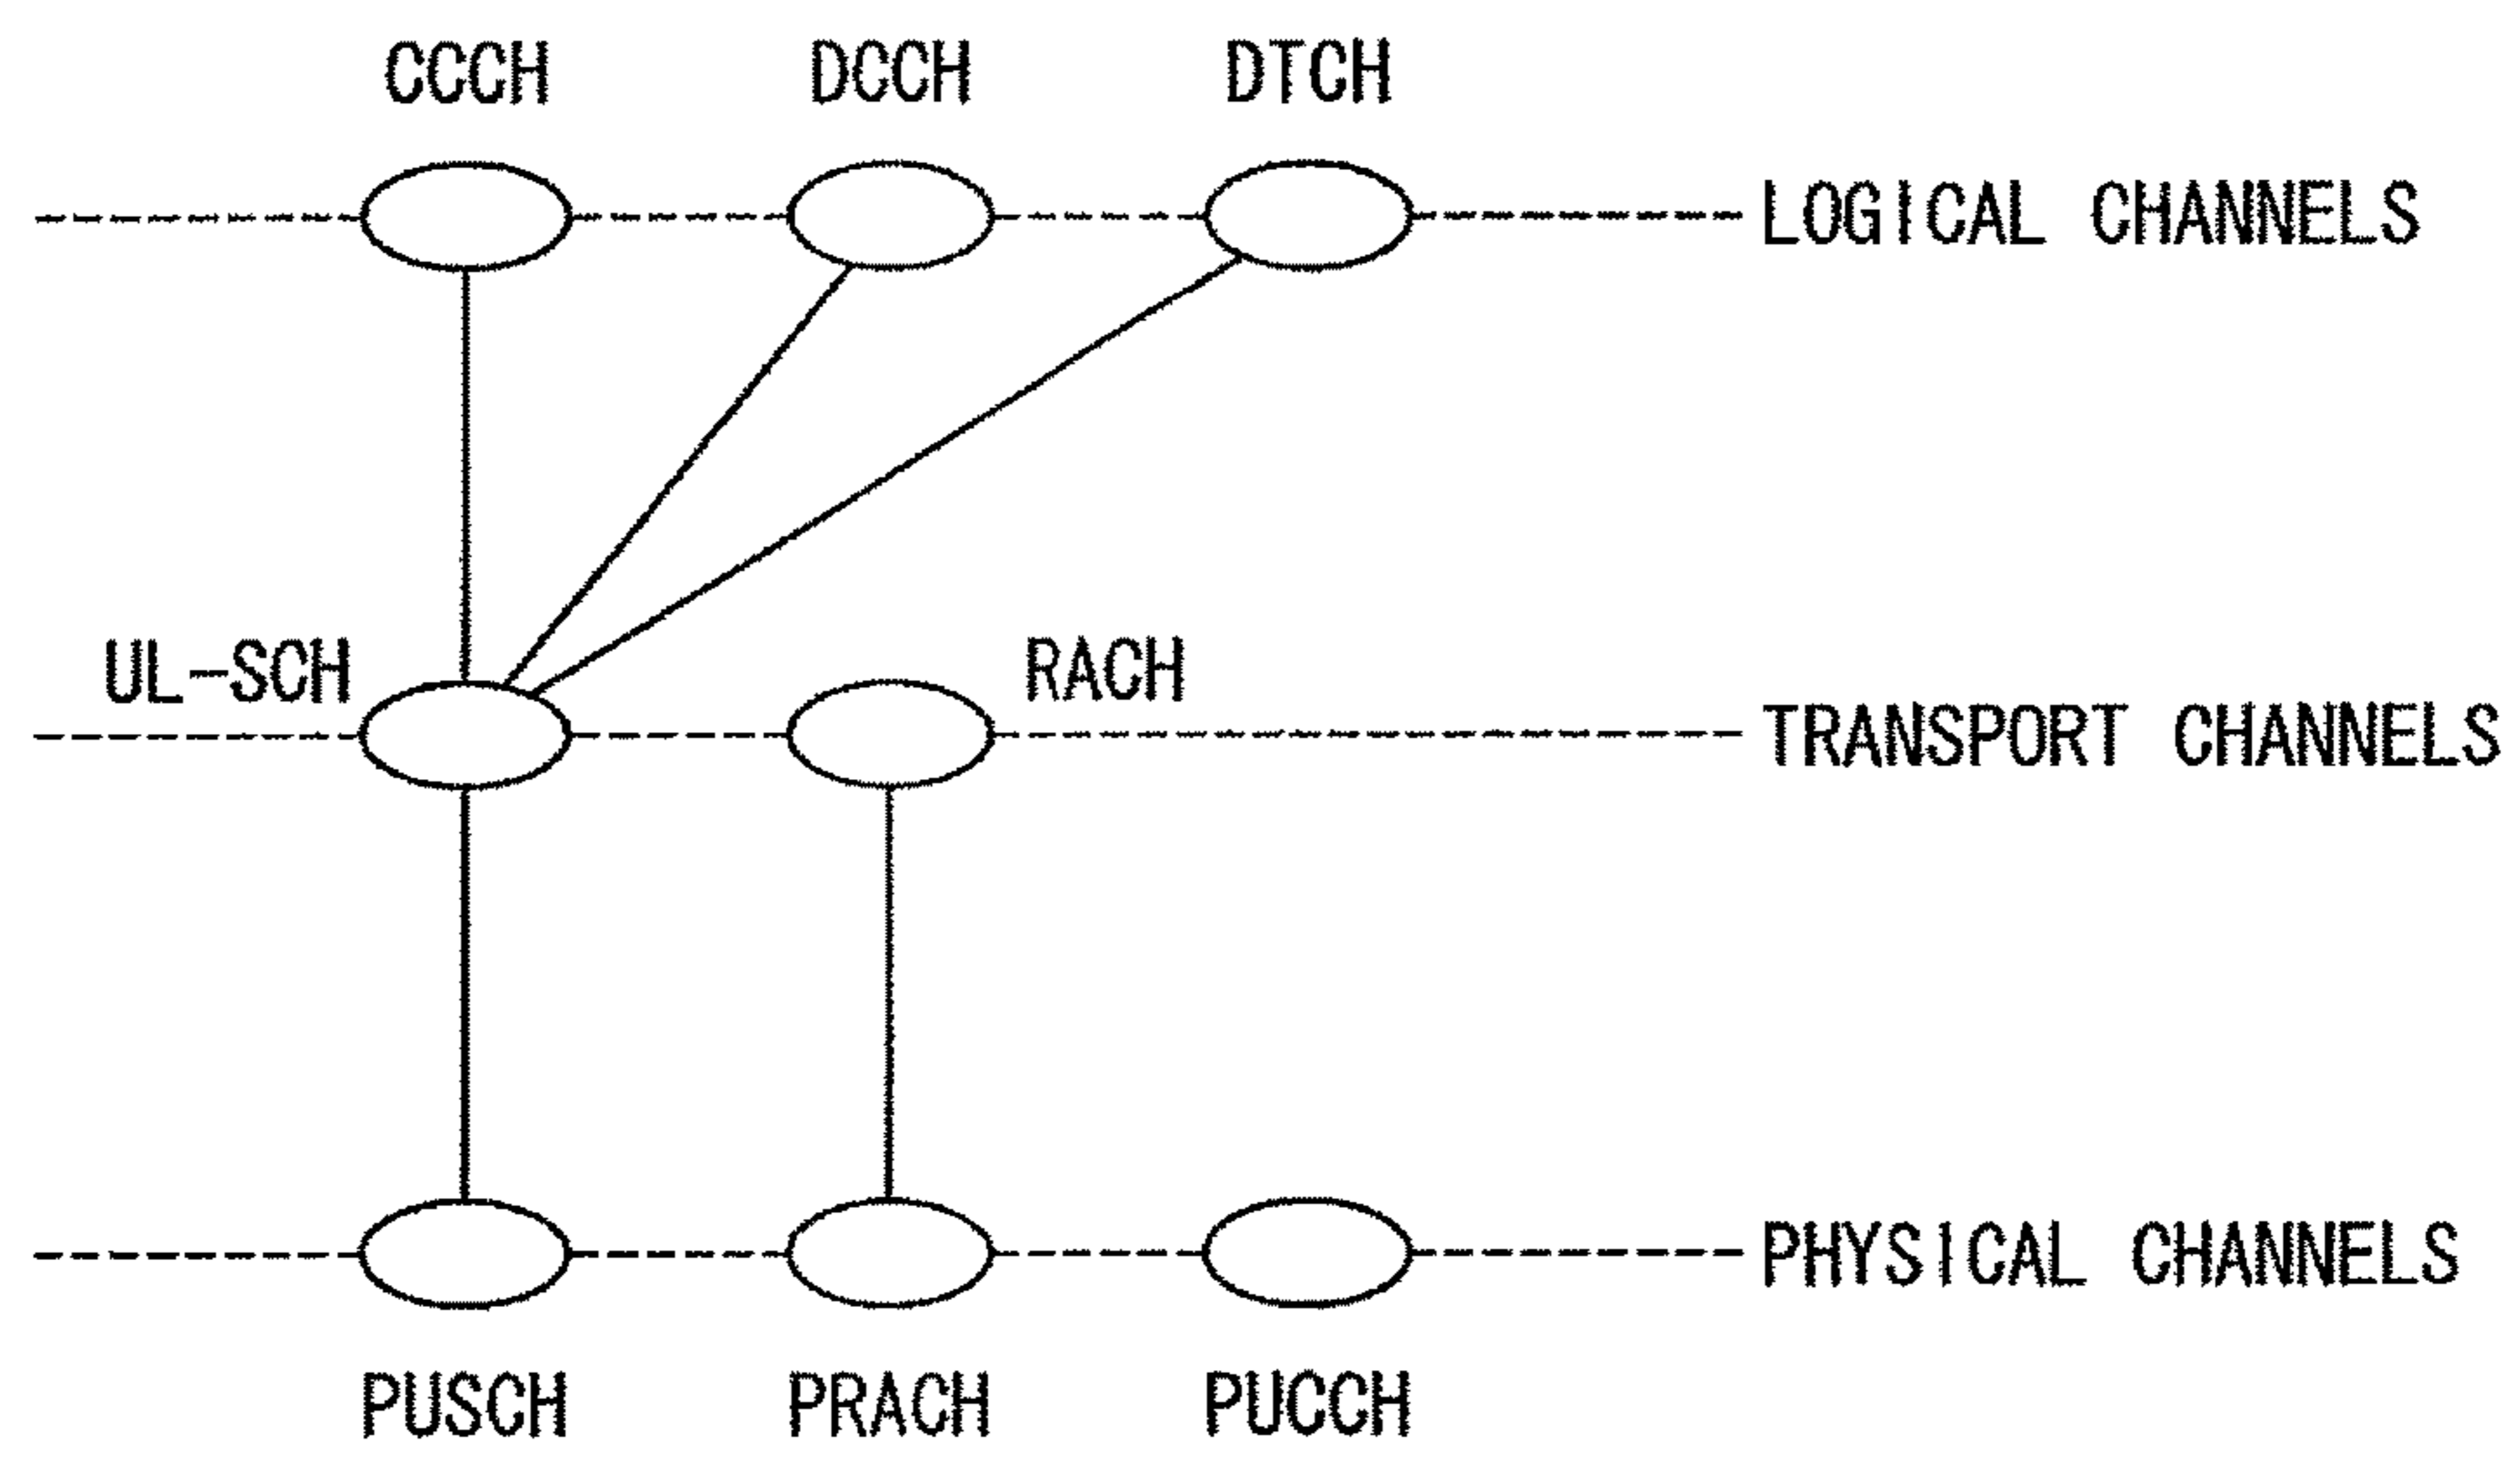 CCCH DCCH DTCH
LOGICAL CHANNELS
UL-SCH RACH
TRANSPORT CHANNELS
PHYSICAL CHANNELS
PUSCH PRACH PUCCH